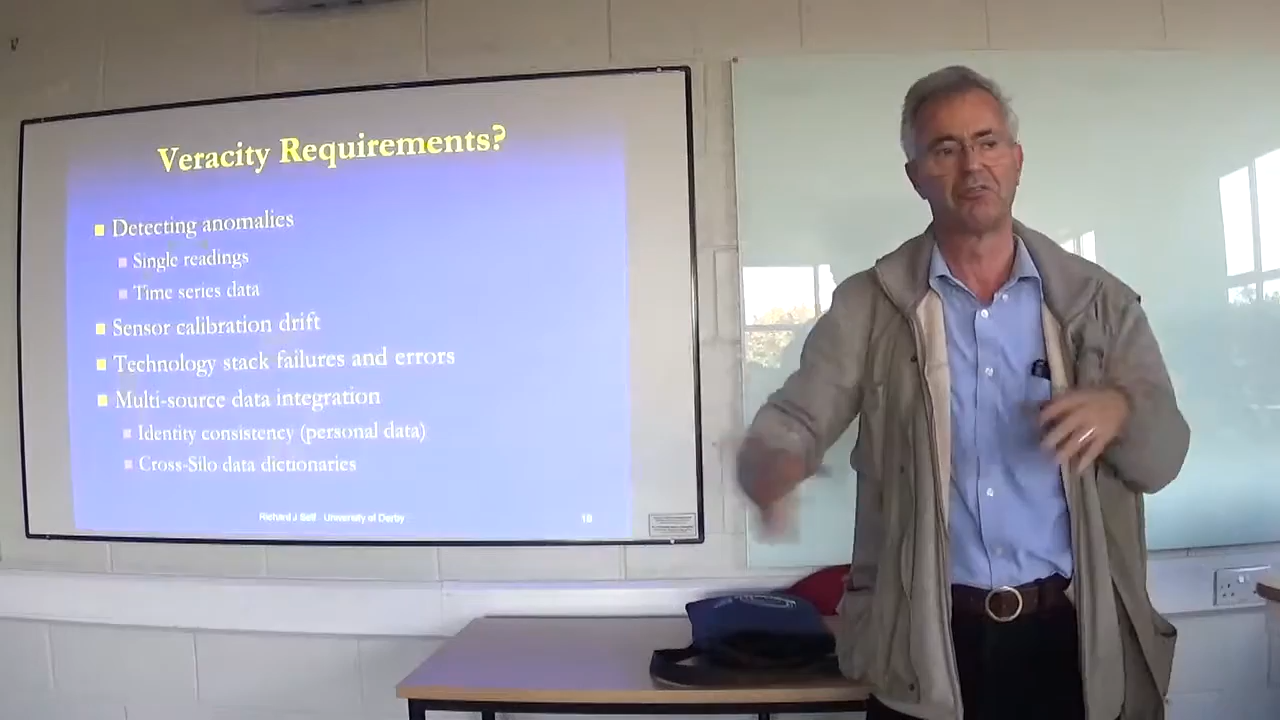 Veracity Requirements?
Detecting anomalies
Single readings
Time series data
Sensor calibration drift
Technology stack failures and errors
Multi-source data integration
Identity consistency (personal data)
Cross-Silo data dictionaries
Richard J Self - University of Derby